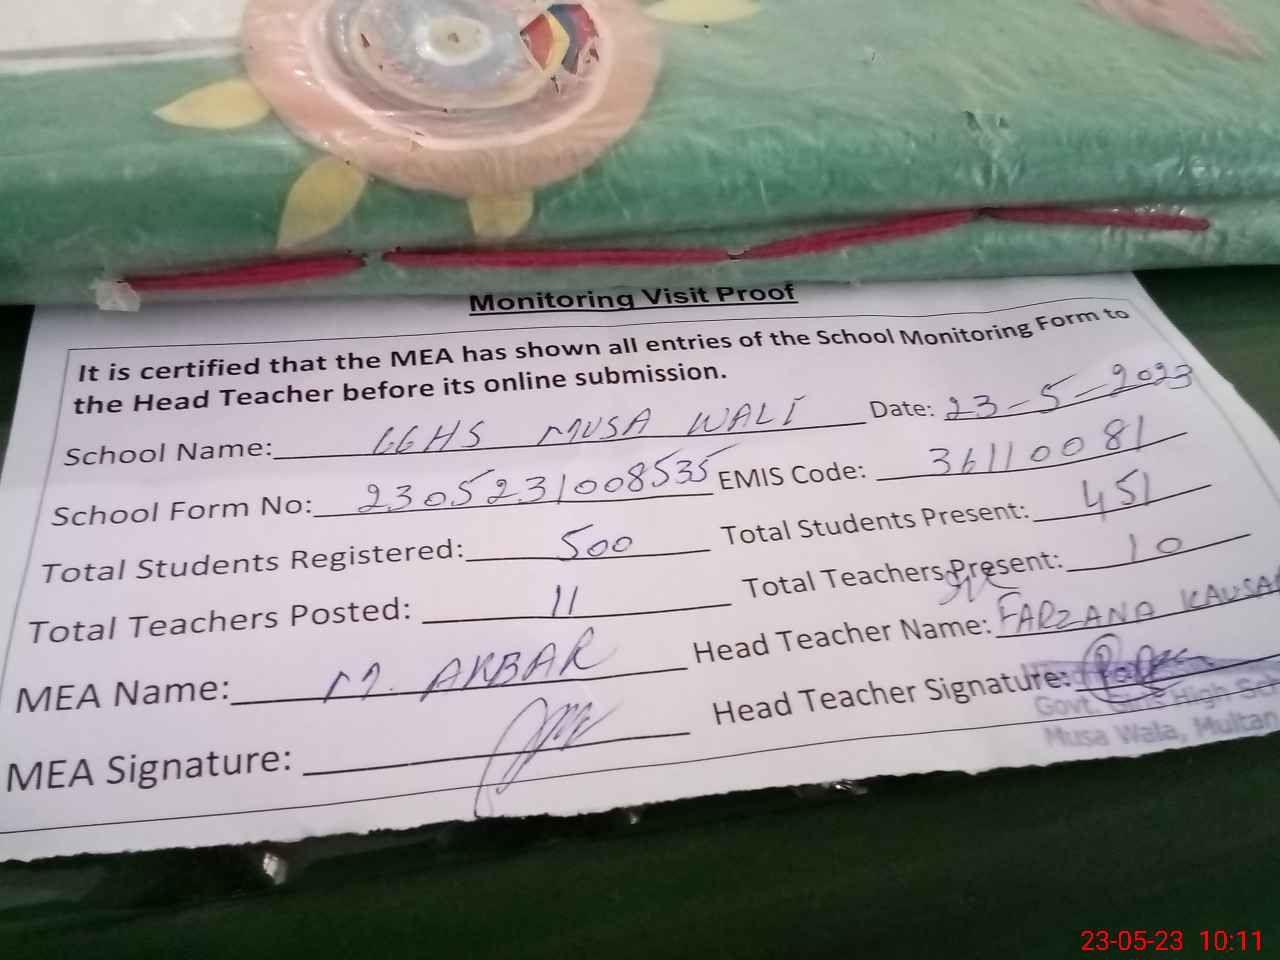 Monitoring Visit Proof
It is certified that the MEA has shown all entries of the School Monitoring Form to
the Head Teacher before its online submission.
School Name: GGHS MUSA WALI Date: 23-5-2023
School Form No: 2305231008535 EMIS Code: 36110081
Total Students Registered: 500 Total Students Present: 451
Total Teachers Posted: 11 Total Teachers Present: 10
MEA Name: M. AKBAR Head Teacher Name: FARZANA KAUSAR
MEA Signature: Head Teacher Signature:
Govt. Girls High Sch
Musa Wala, Multan
23-05-23 10:11